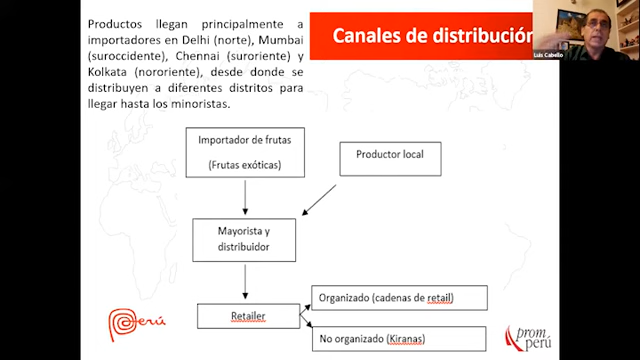 Productos llegan principalmente a
importadores en Delhi (norte), Mumbai
(suroccidente), Chennai (suroriente) y
Kolkata (nororiente), desde donde se
distribuyen a diferentes distritos para
llegar hasta los minoristas.
Canales de distribución
Luis Cabello
Importador de frutas
(Frutas exóticas)
Productor local
Mayorista y
distribuidor
Retailer
Organizado (cadenas de retail)
No organizado (Kiranas)
Perú
prom
perú